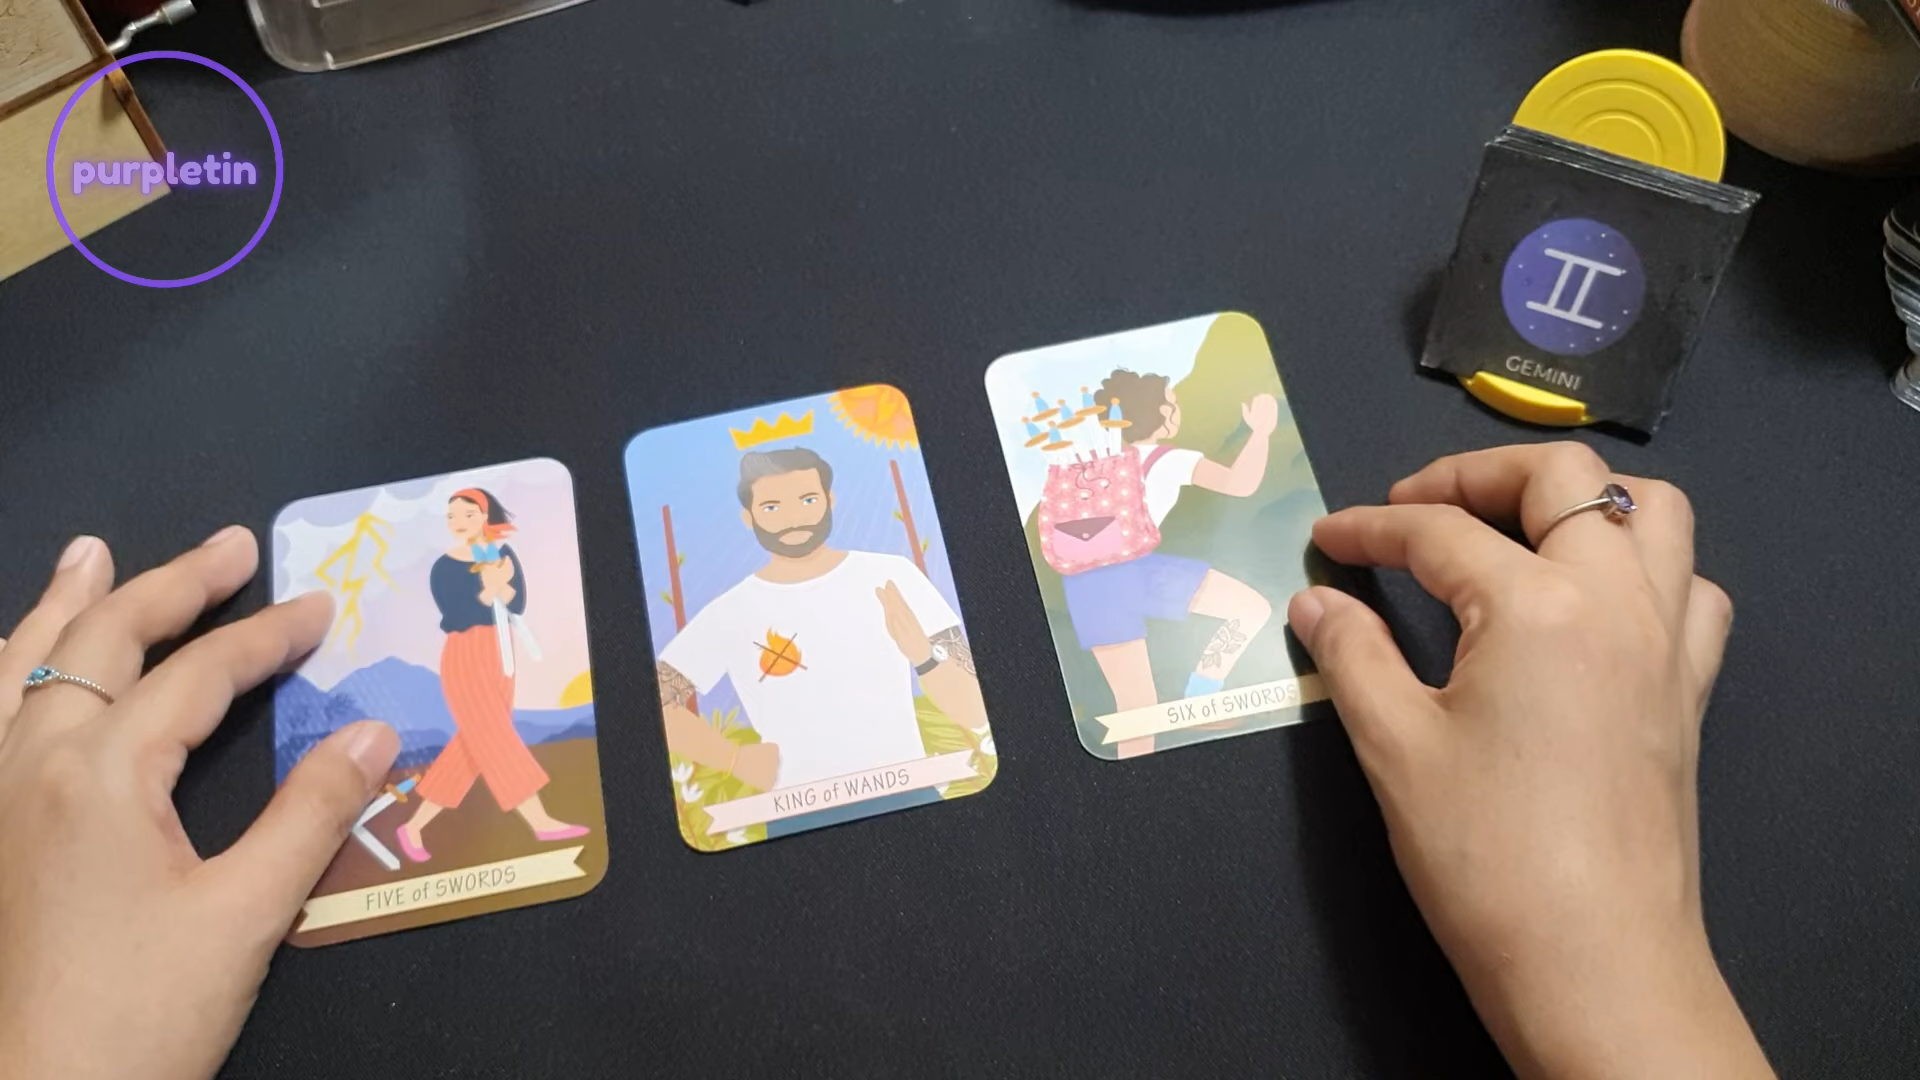 purpletin
GEMINI
FIVE of SWORDS
KING of WANDS
SIX of SWORDS